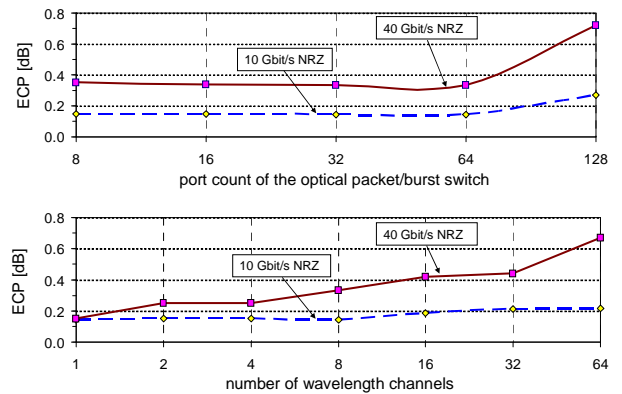 0.8
0.6
0.4
0.2
0.0
ECP [dB]
40 Gbit/s NRZ
10 Gbit/s NRZ
8 16 32 64 128
port count of the optical packet/burst switch
0.8
0.6
0.4
0.2
0.0
ECP [dB]
40 Gbit/s NRZ
10 Gbit/s NRZ
1 2 4 8 16 32 64
number of wavelength channels